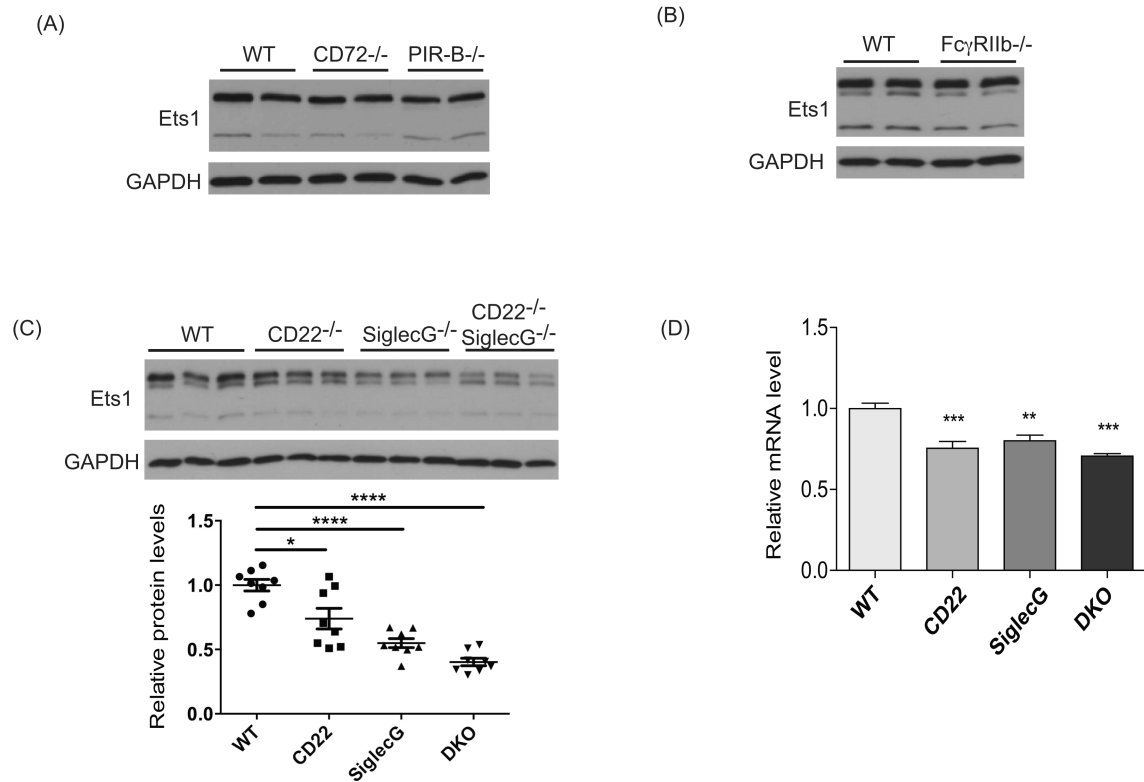 (A)
WT CD72-/- PIR-B-/-
Ets1
GAPDH
(B)
WT FcγRIIb-/-
Ets1
GAPDH
(C)
WT CD22-/- SiglecG-/- CD22-/-
SiglecG-/-
Ets1
GAPDH
Relative protein levels
1.5
1.0
0.5
0.0
****
****
*
WT CD22 SiglecG DKO
(D)
Relative mRNA level
1.5
1.0
0.5
0.0
*** ** ***
WT CD22 SiglecG DKO